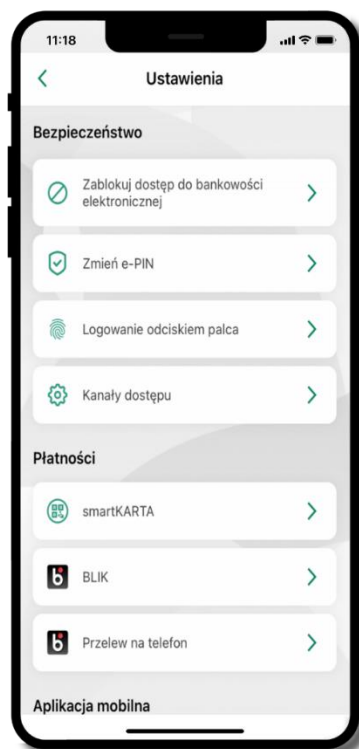 11:18
Ustawienia
Bezpieczeństwo
Zablokuj dostęp do bankowości
elektronicznej
Zmień e-PIN
Logowanie odciskiem palca
Kanały dostępu
Płatności
smartKARTA
BLIK
Przelew na telefon
Aplikacja mobilna